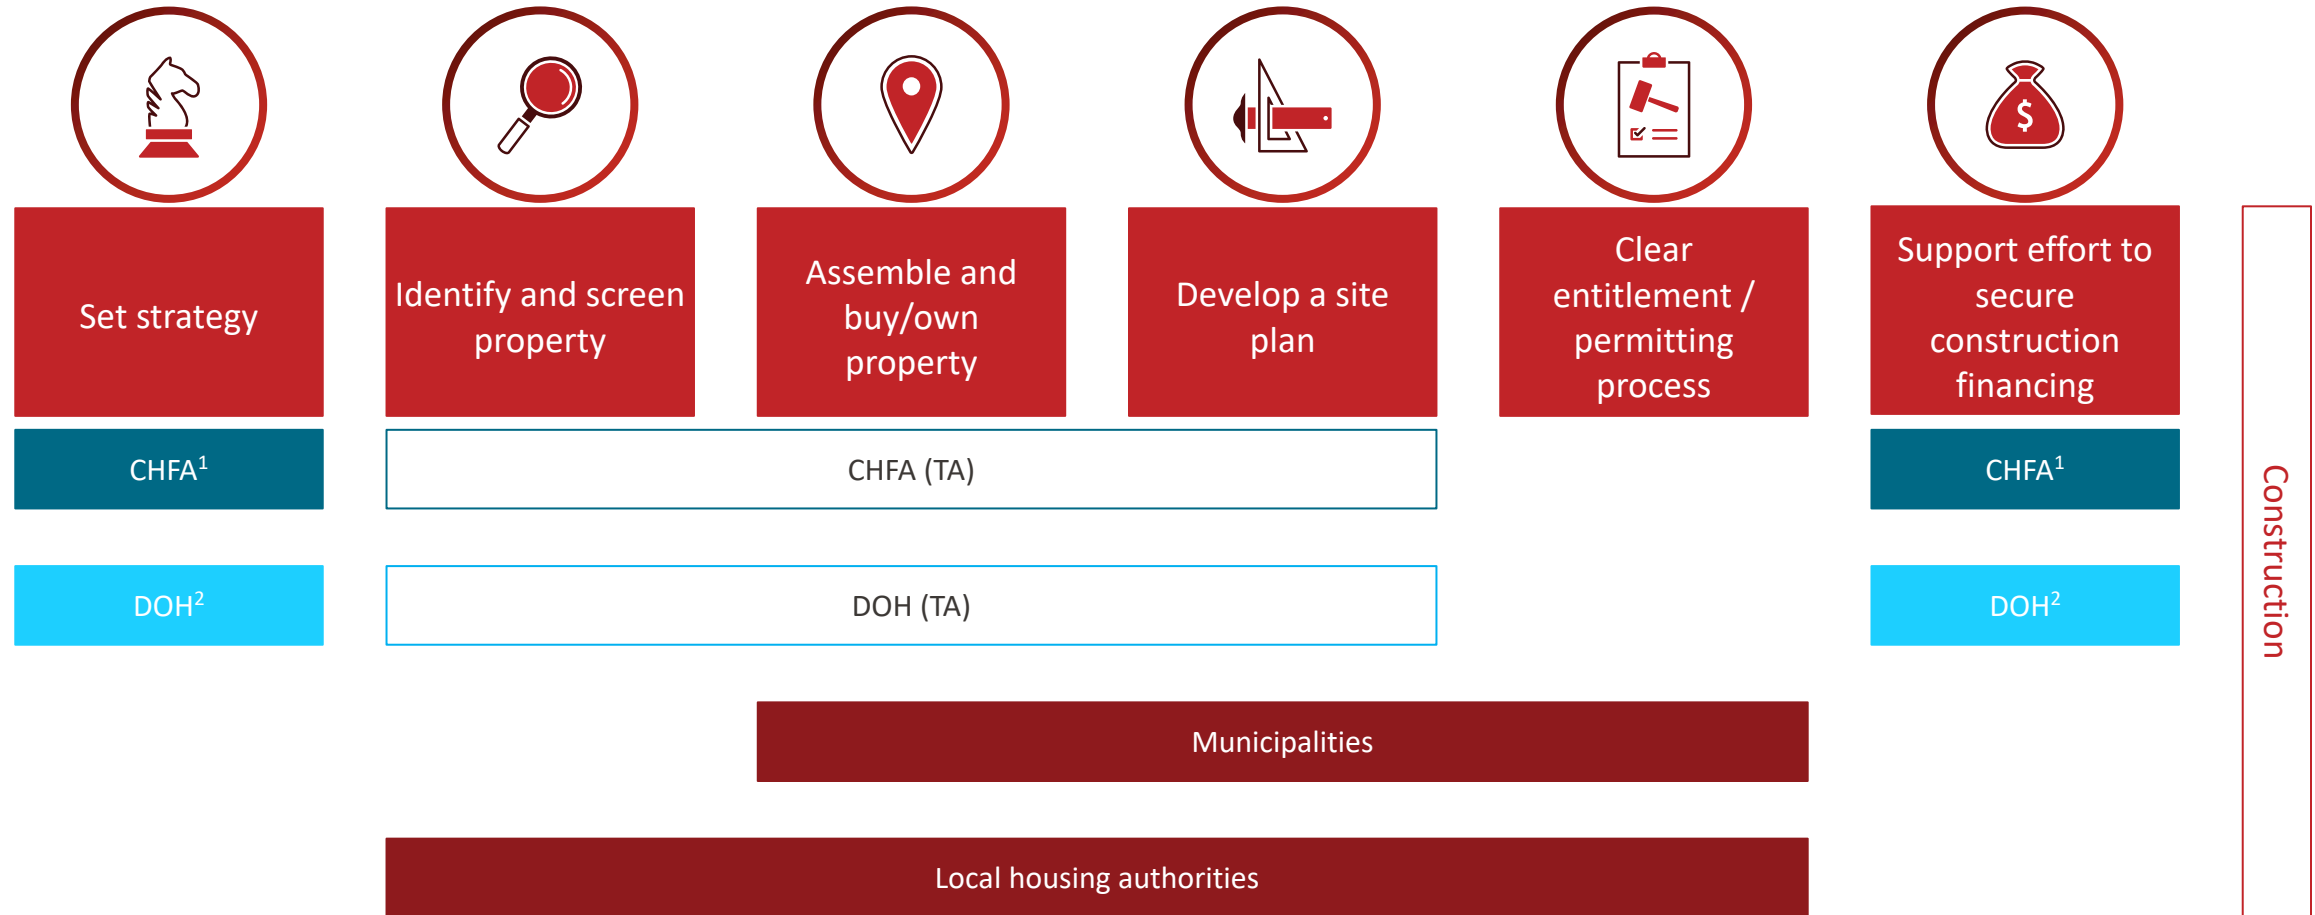 Set strategy
Identify and screen
property
Assemble and
buy/own
property
Develop a site
plan
Clear
entitlement /
permitting
process
Support effort to
secure
construction
financing
$
CHFA¹
CHFA (TA)
CHFA¹
DOH²
DOH (TA)
DOH²
Municipalities
Local housing authorities
Construction